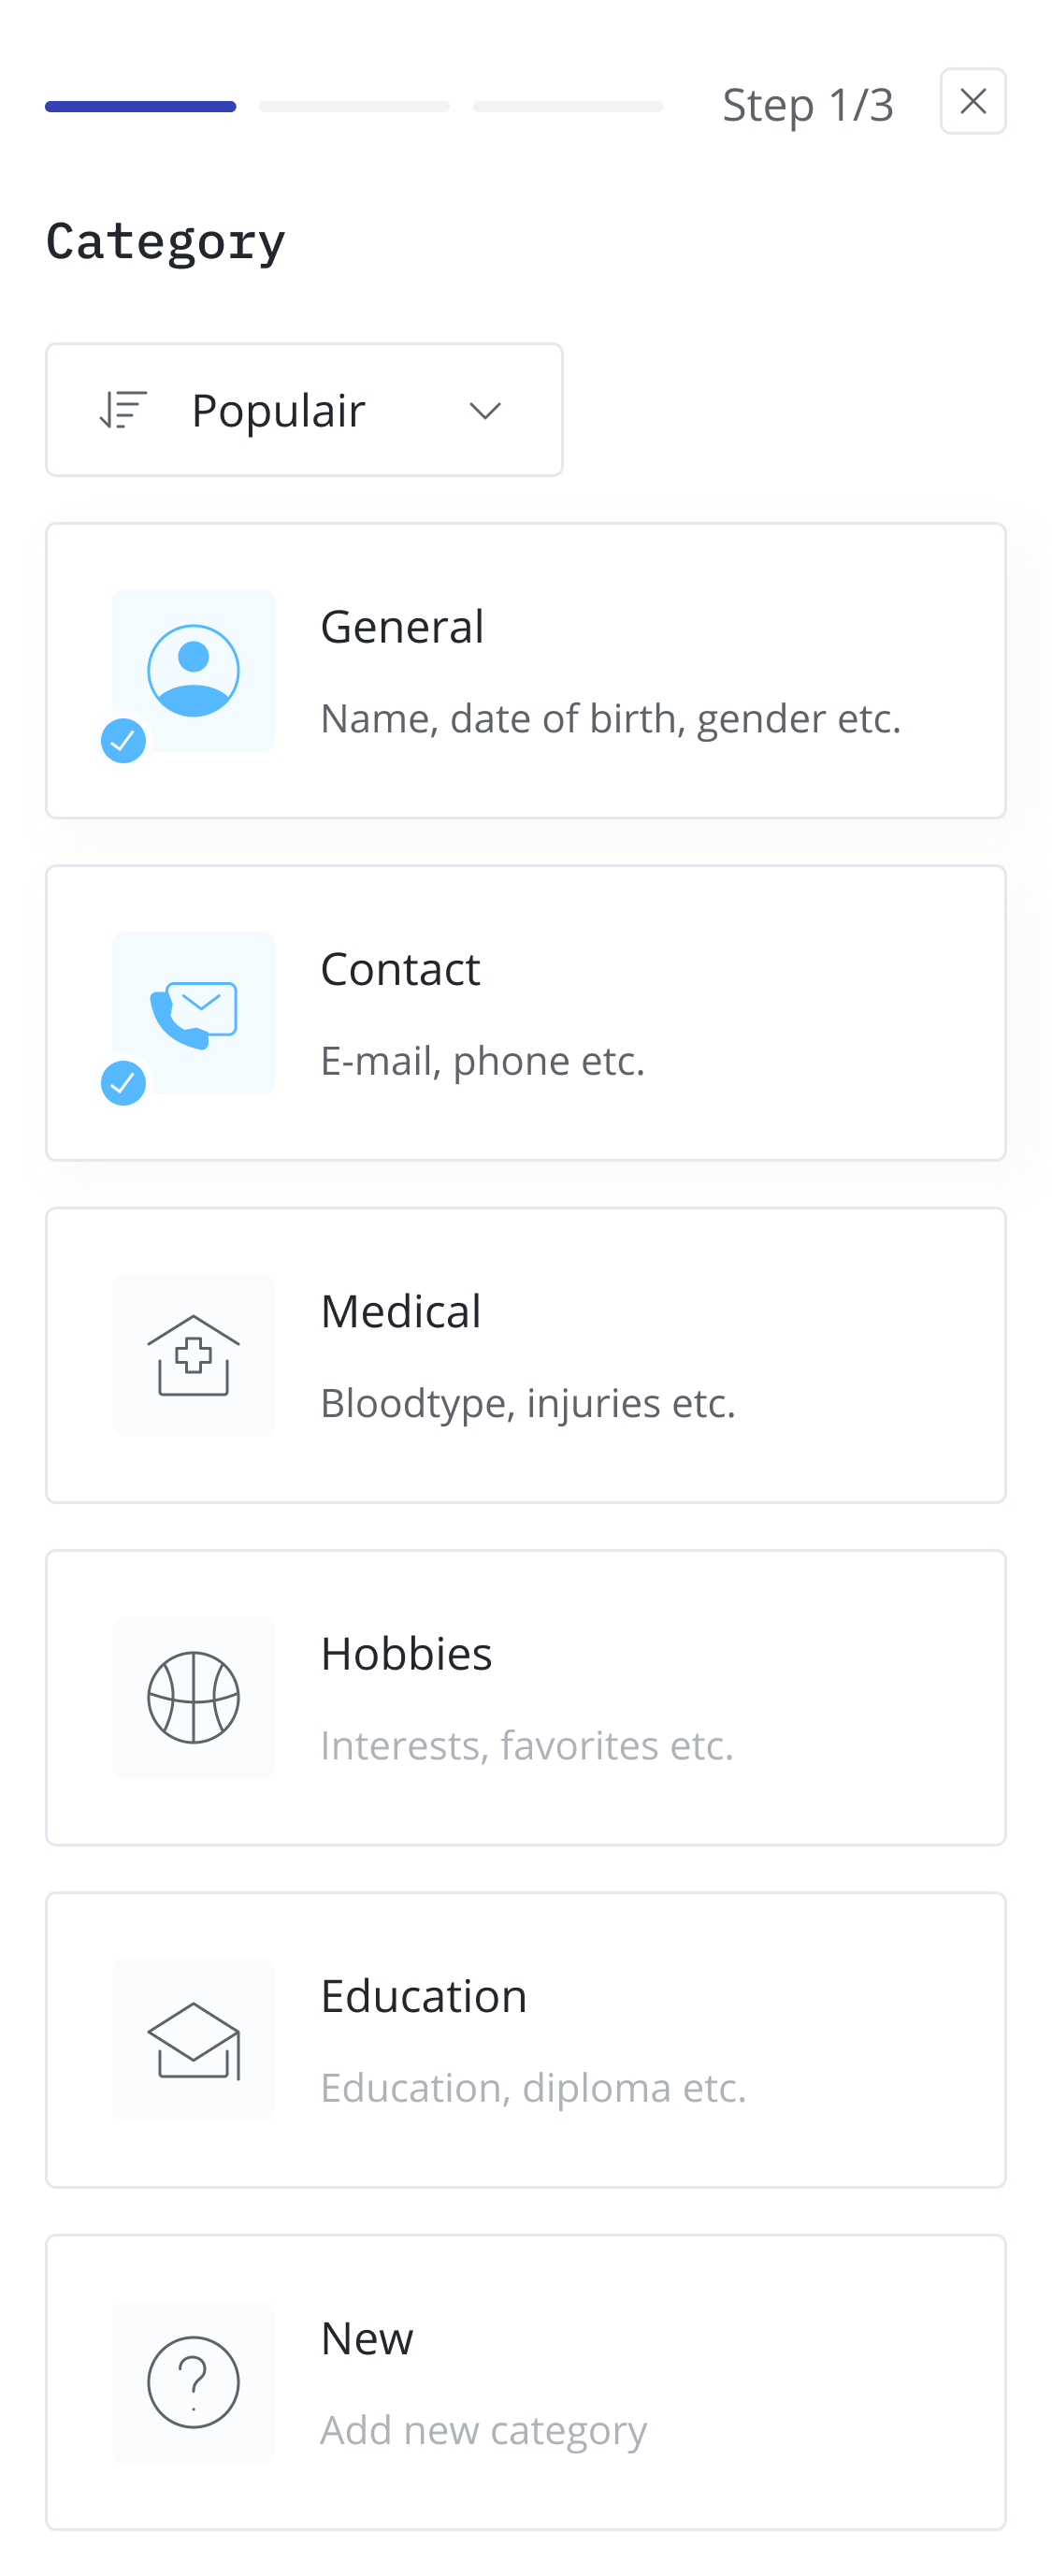 Step 1/3
Category
Populair
General
Name, date of birth, gender etc.
Contact
E-mail, phone etc.
Medical
Bloodtype, injuries etc.
Hobbies
Interests, favorites etc.
Education
Education, diploma etc.
New
Add new category